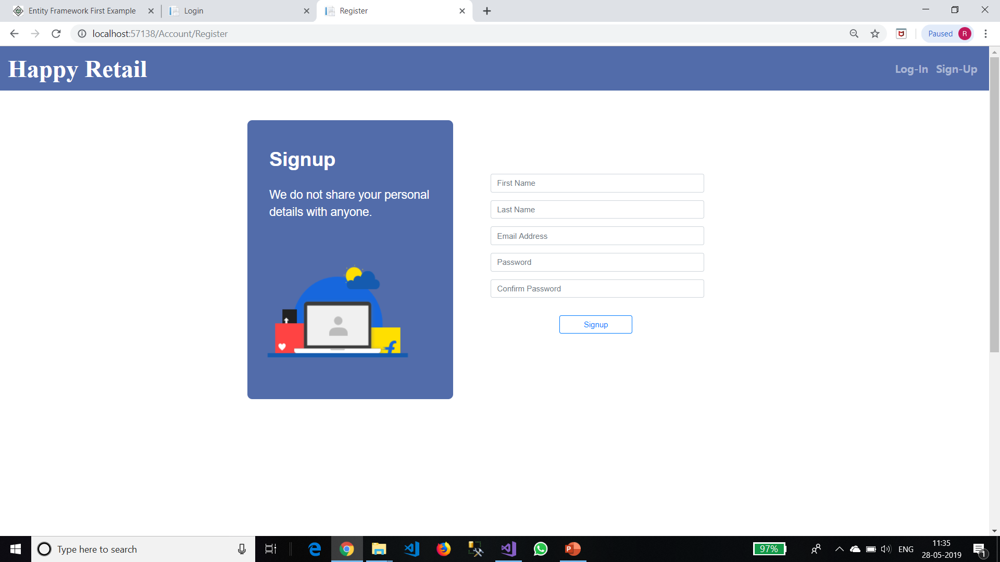 Entity Framework First Example
Login
Register
localhost:57138/Account/Register
Paused
R
Happy Retail
Log-In
Sign-Up
Signup
We do not share your personal
details with anyone.
First Name
Last Name
Email Address
Password
Confirm Password
Signup
Type here to search
97%
ENG
11:35
28-05-2019
1